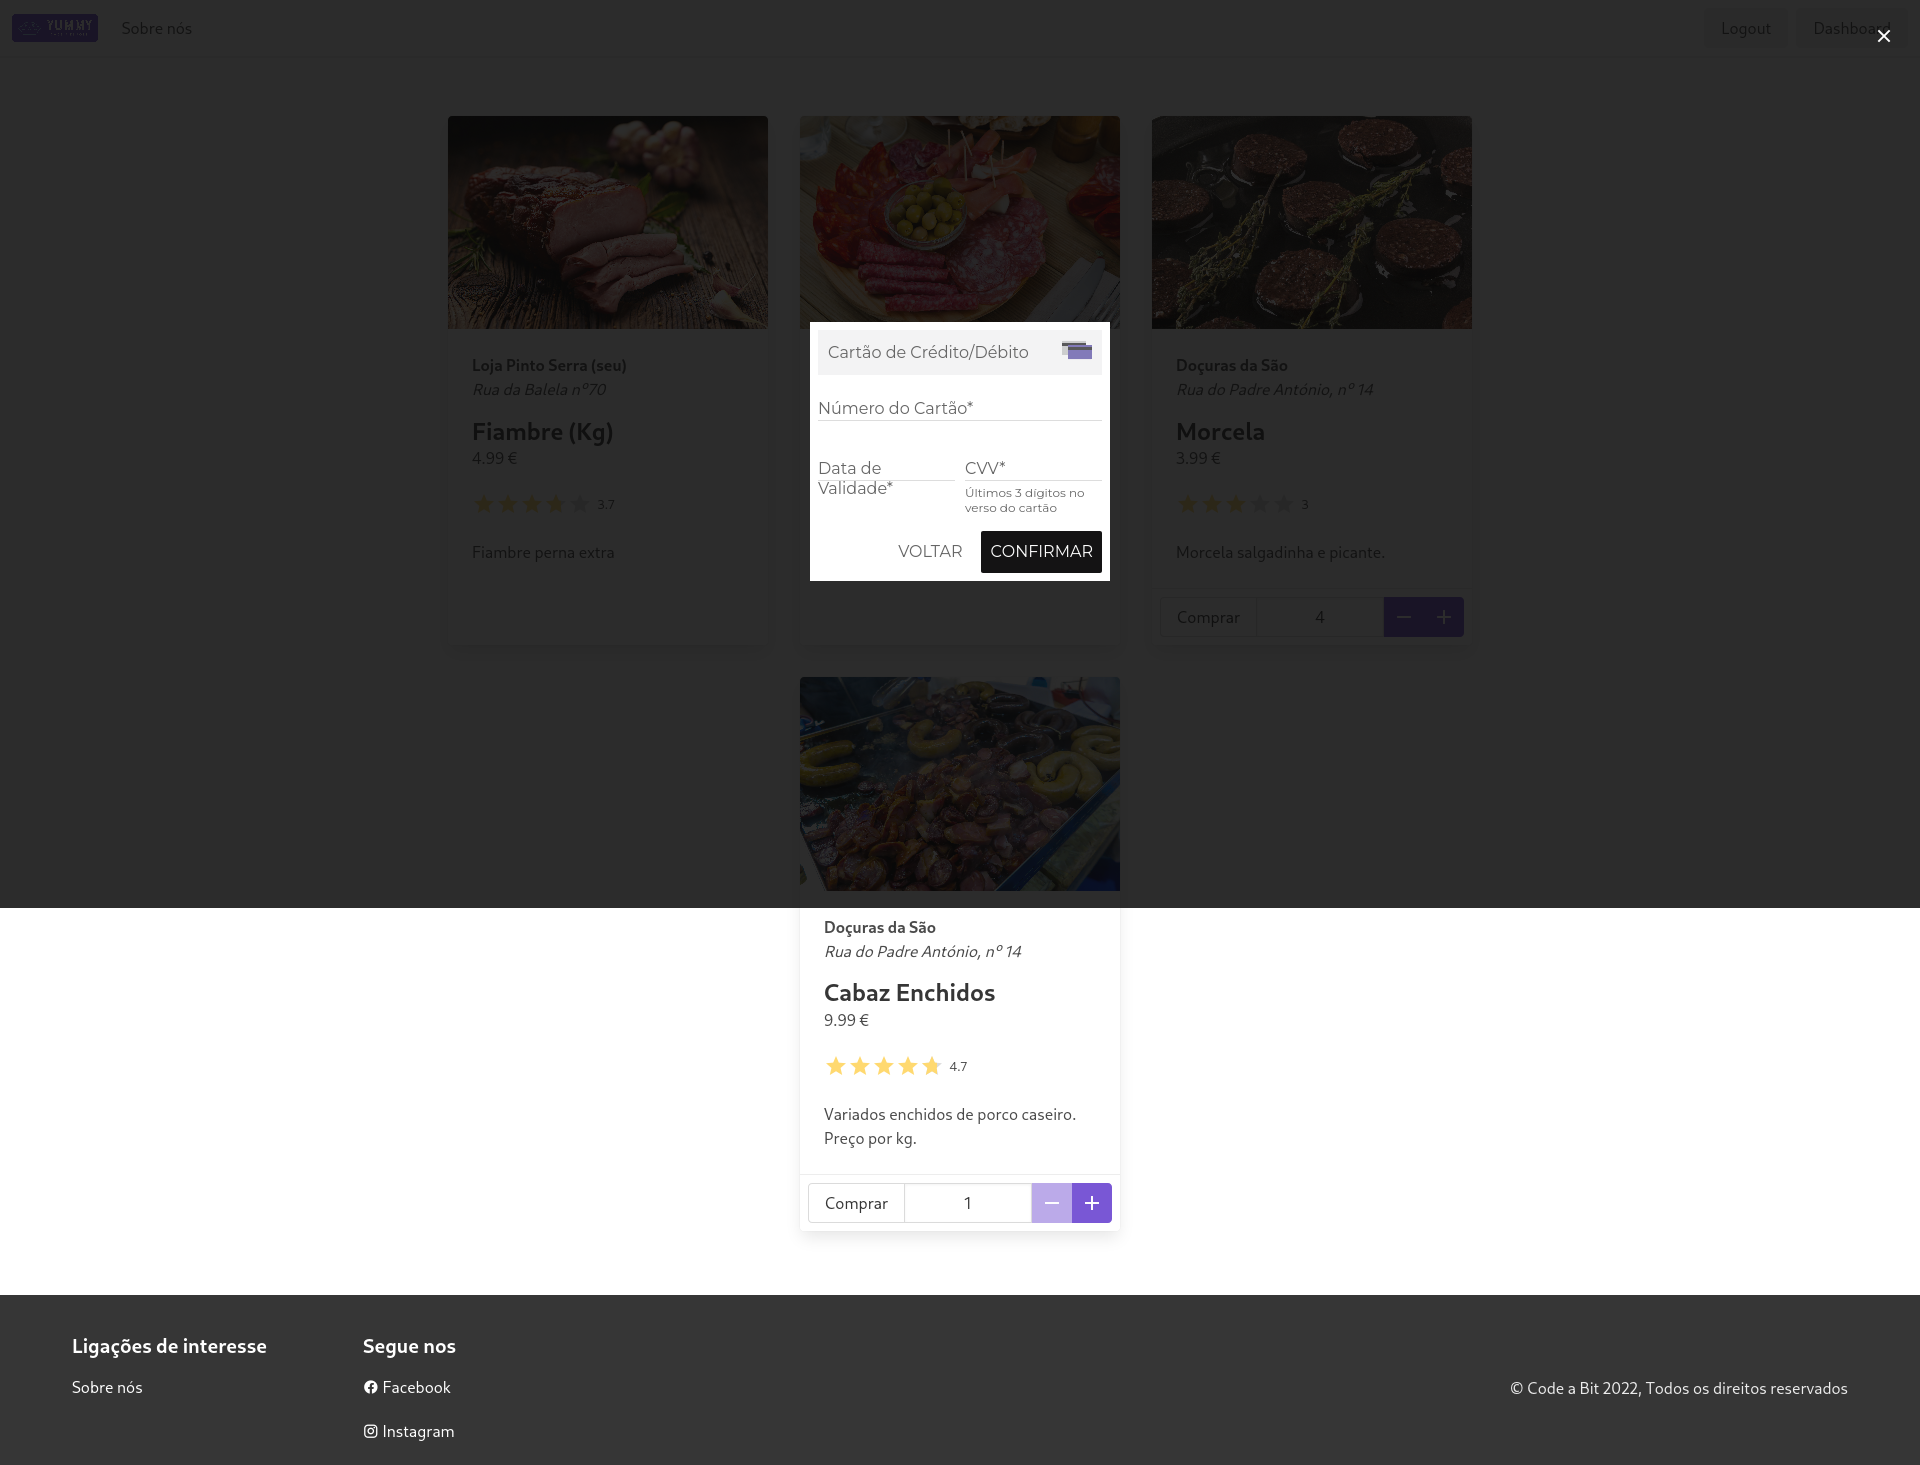 YUMMY
Sobre nós
Logout
Dashboard
Loja Pinto Serra (seu)
Rua da Balela nº70
Fiambre (Kg)
4.99 €
3.7
Fiambre perna extra
Cartão de Crédito/Débito
Número do Cartão*
Data de
Validade*
CVV*
Últimos 3 dígitos no
verso do cartão
VOLTAR
CONFIRMAR
Doçuras da São
Rua do Padre António, nº 14
Morcela
3.99 €
3
Morcela salgadinha e picante.
Comprar
4
Doçuras da São
Rua do Padre António, nº 14
Cabaz Enchidos
9.99 €
4.7
Variados enchidos de porco caseiro.
Preço por kg.
Comprar
1
Ligações de interesse
Sobre nós
Segue nos
Facebook
Instagram
© Code a Bit 2022, Todos os direitos reservados